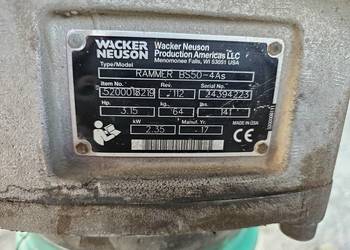 WACKER NEUSON
Wacker Neuson
Production Americas LLC
Menomonee Falls, WI 53051 USA
Type/Model
RAMMER BS50-4As
Item No. Rev. Serial No.
5200018219 112 24394223
Hp. kg. lbs.
3.15 64 141
kW Manuf. Yr.
2.35 17
MADE IN USA